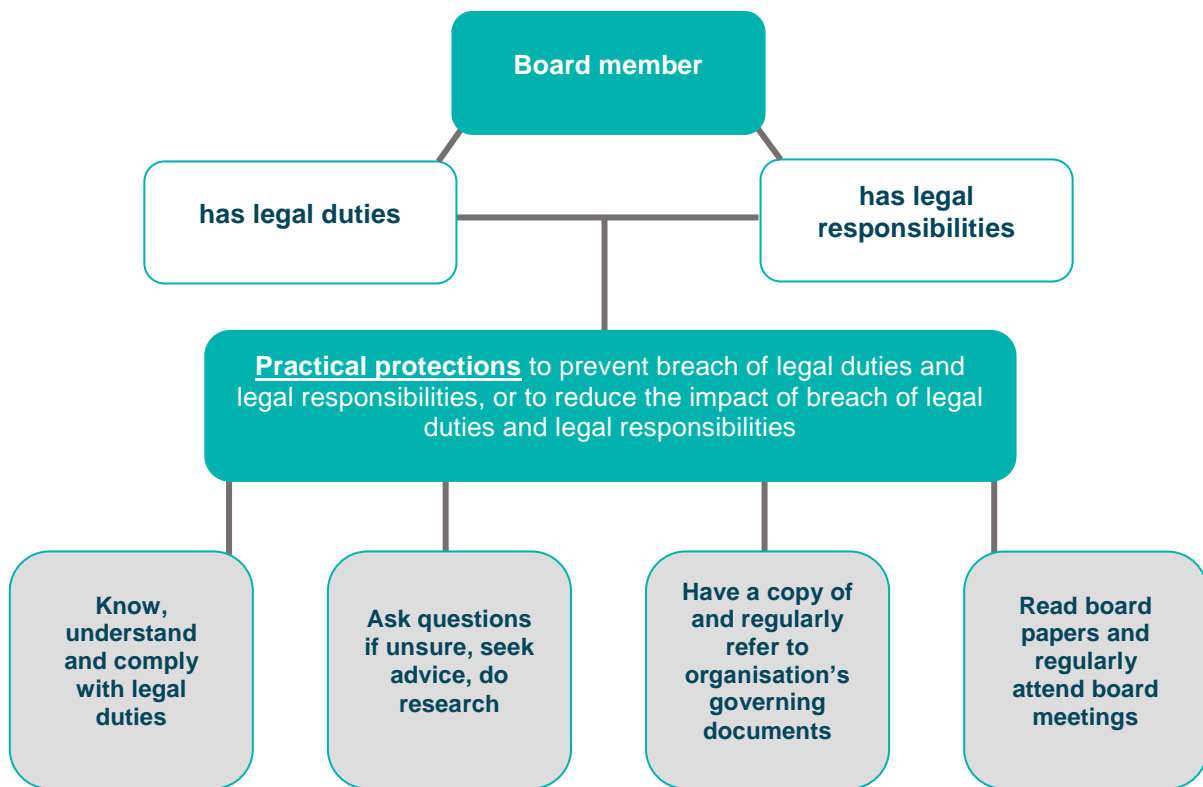 Board member
has legal duties
has legal
responsibilities
Practical protections to prevent breach of legal duties and
legal responsibilities, or to reduce the impact of breach of legal
duties and legal responsibilities
Know,
understand
and comply
with legal
duties
Ask questions
if unsure, seek
advice, do
research
Have a copy of
and regularly
refer to
organisation’s
governing
documents
Read board
papers and
regularly
attend board
meetings